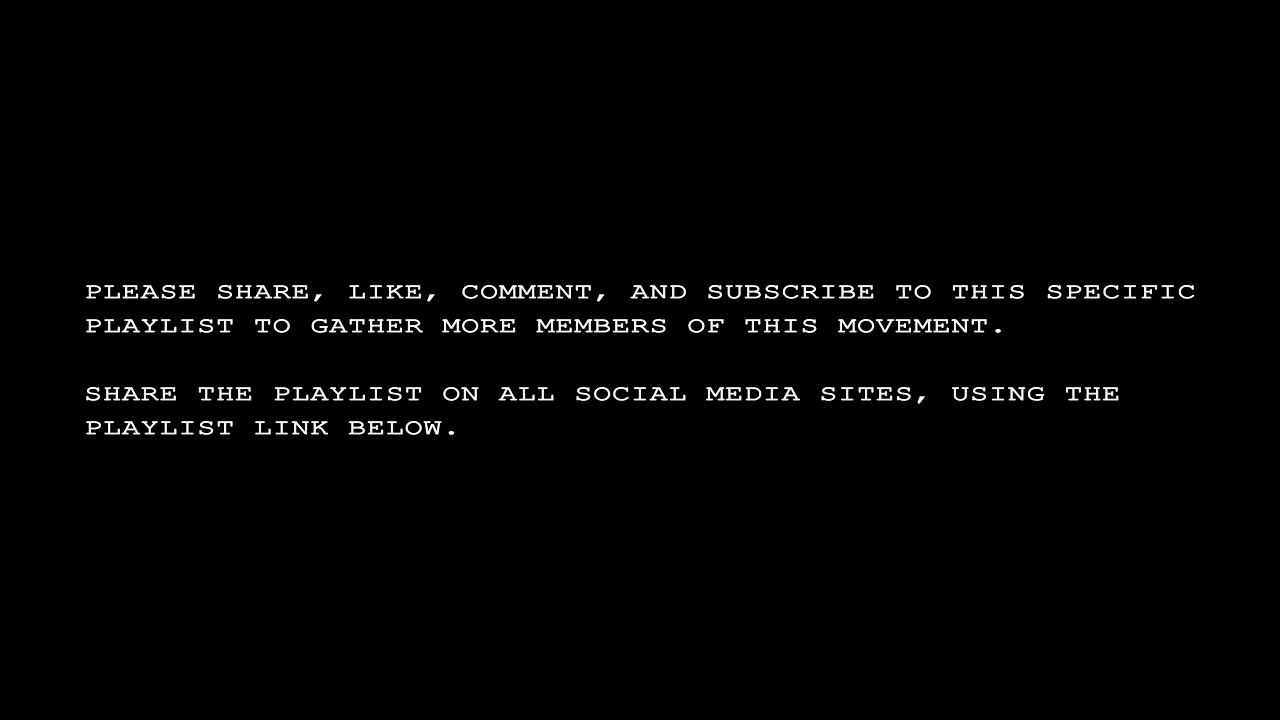 PLEASE SHARE, LIKE, COMMENT, AND SUBSCRIBE TO THIS SPECIFIC
PLAYLIST TO GATHER MORE MEMBERS OF THIS MOVEMENT.
SHARE THE PLAYLIST ON ALL SOCIAL MEDIA SITES, USING THE
PLAYLIST LINK BELOW.